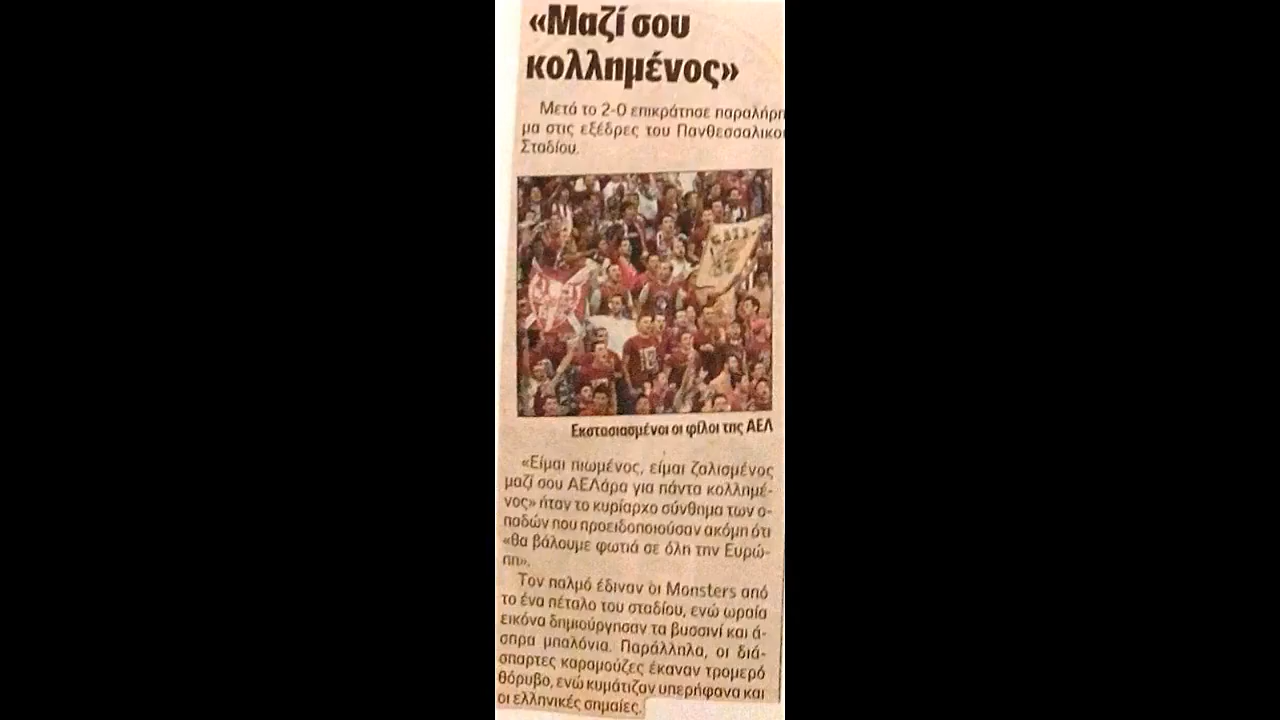 «Μαζί σου
κολλημένος»
Μετά το 2-0 επικράτησε παραλήρη
μα στις εξέδρες του Πανθεσσαλικού
Σταδίου.
Εκστασιασμένοι οι φίλοι της ΑΕΛ
«Είμαι πιωμένος, είμαι ζαλισμένος
μαζί σου ΑΕΛάρα για πάντα κολλημέ-
νος» ήταν το κυρίαρχο σύνθημα των ο-
παδών που προειδοποιούσαν ακόμη ότι
«θα βάλουμε φωτιά σε όλη την Ευρώ-
πη».
Τον παλμό έδιναν οι Monsters από
το ένα πέταλο του σταδίου, ενώ ωραία
εικόνα δημιούργησαν τα βυσσινί και ά-
σπρα μπαλόνια. Παράλληλα, οι διά-
σπαρτες καραμούζες έκαναν τρομερό
θόρυβο, ενώ κυμάτιζαν υπερήφανα και
οι ελληνικές σημαίες.